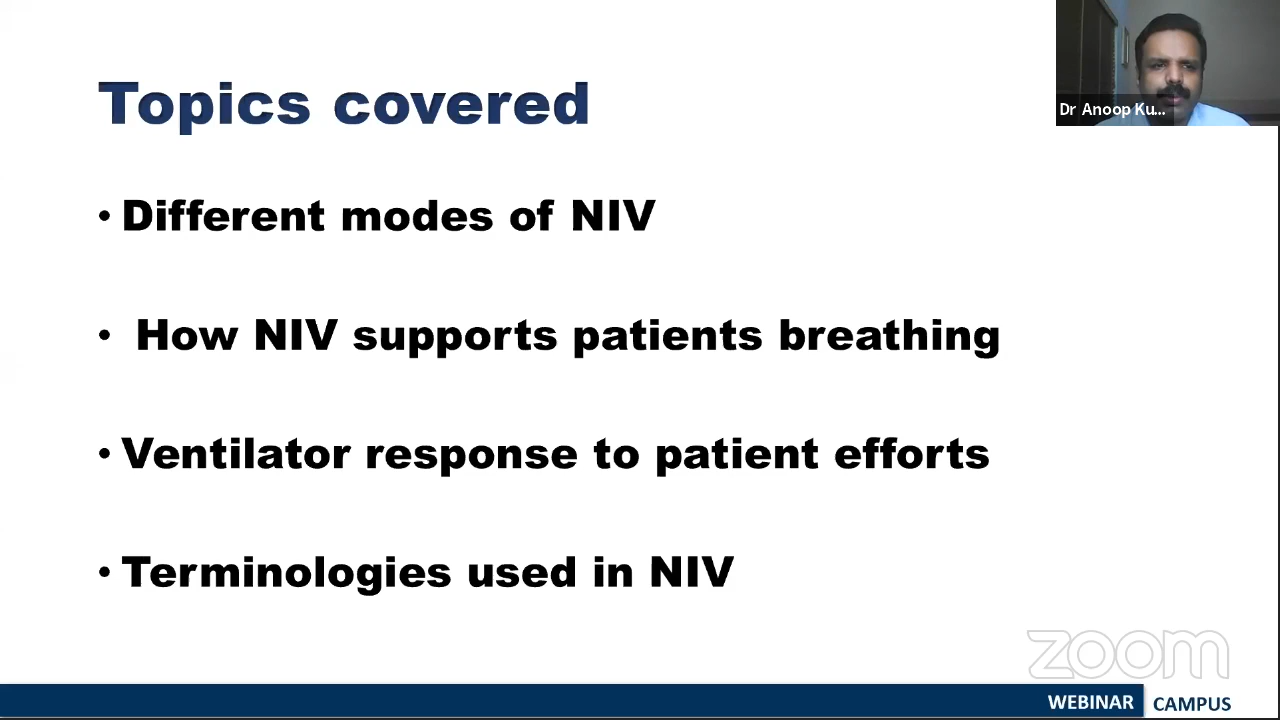 Topics covered
Dr Anoop Ku...
• Different modes of NIV
• How NIV supports patients breathing
• Ventilator response to patient efforts
• Terminologies used in NIV
zoom
WEBINAR CAMPUS